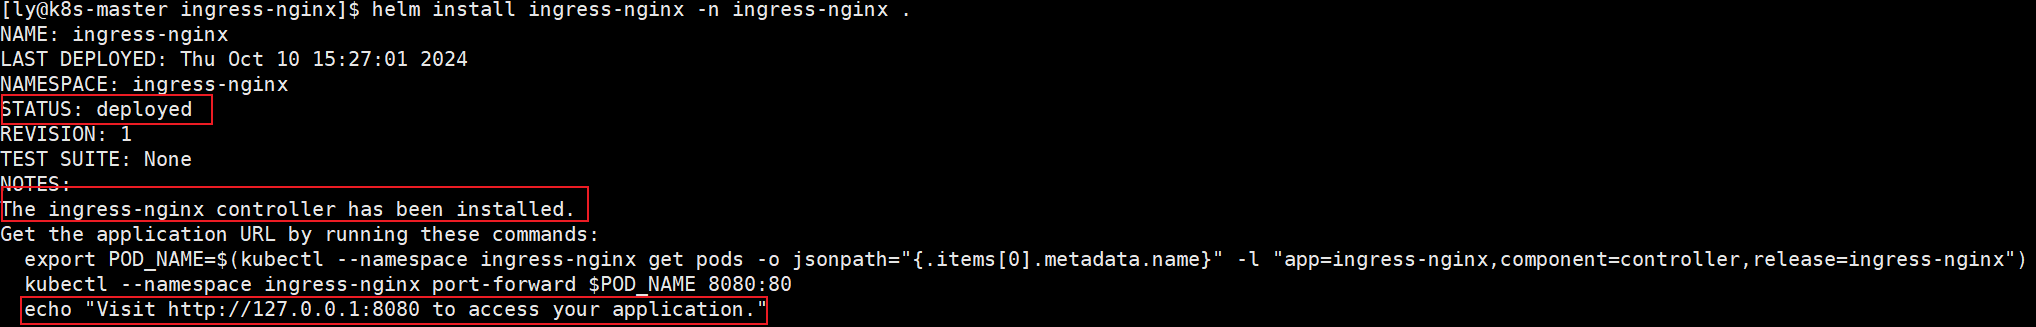 [ly@k8s-master ingress-nginx]$ helm install ingress-nginx -n ingress-nginx .
NAME: ingress-nginx
LAST DEPLOYED: Thu Oct 10 15:27:01 2024
NAMESPACE: ingress-nginx
STATUS: deployed
REVISION: 1
TEST SUITE: None
NOTES:
The ingress-nginx controller has been installed.
Get the application URL by running these commands:
  export POD_NAME=$(kubectl --namespace ingress-nginx get pods -o jsonpath="{.items[0].metadata.name}" -l "app=ingress-nginx,component=controller,release=ingress-nginx")
  kubectl --namespace ingress-nginx port-forward $POD_NAME 8080:80
  echo "Visit http://127.0.0.1:8080 to access your application."